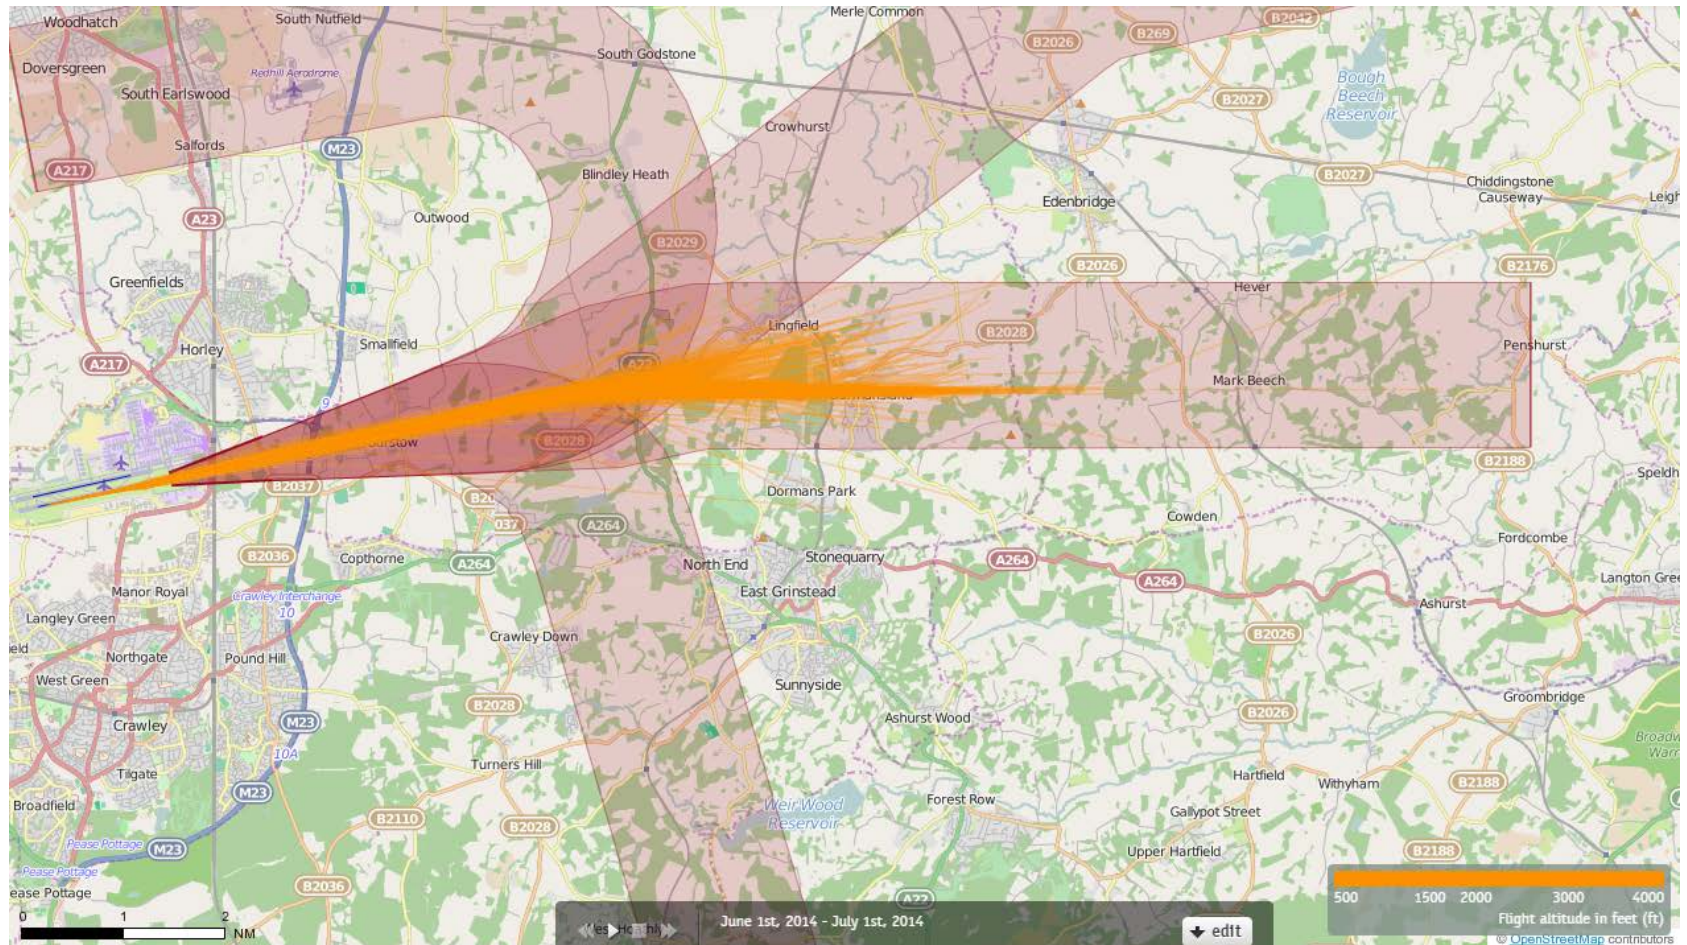 Woodhatch
South Nutfield
Merle Common
B2042
B269
B2026
South Godstone
Doversgreen
Redhill Aerodrome
South Earlswood
Bough
Beech
Reservoir
B2027
Crowhurst
Salfords
M23
A217
Blindley Heath
B2027
Chiddingstone
Causeway
Leigh
Edenbridge
A23
Outwood
B2029
B2026
B2176
Greenfields
Hever
Lingfield
B2028
Smallfield
Penshurst
Horley
A217
Mark Beech
9
B2028
B2188
Speldh
B2037
Dormans Park
Cowden
A264
Fordcombe
B2036
Copthorne
A264
North End
Stonequarry
A264
A264
Langton Gree
Manor Royal
Crawley Interchange
10
East Grinstead
Ashurst
Langley Green
Crawley Down
B2026
Northgate
Pound Hill
West Green
Sunnyside
Groombridge
B2028
B2026
M23
Crawley
Ashurst Wood
10A
Turners Hill
Tilgate
Hartfield
Withyham
B2188
Broadfield
M23
Weir Wood
Reservoir
Forest Row
Gallypot Street
B2110
B2028
Pease Pottage
M23
Upper Hartfield
B2188
Pease Pottage
ease Pottage
B2036
A22
500 1500 2000 3000 4000
Flight altitude in feet (ft)
0 1 2
NM
June 1st, 2014 - July 1st, 2014
edit
© OpenStreetMap contributors